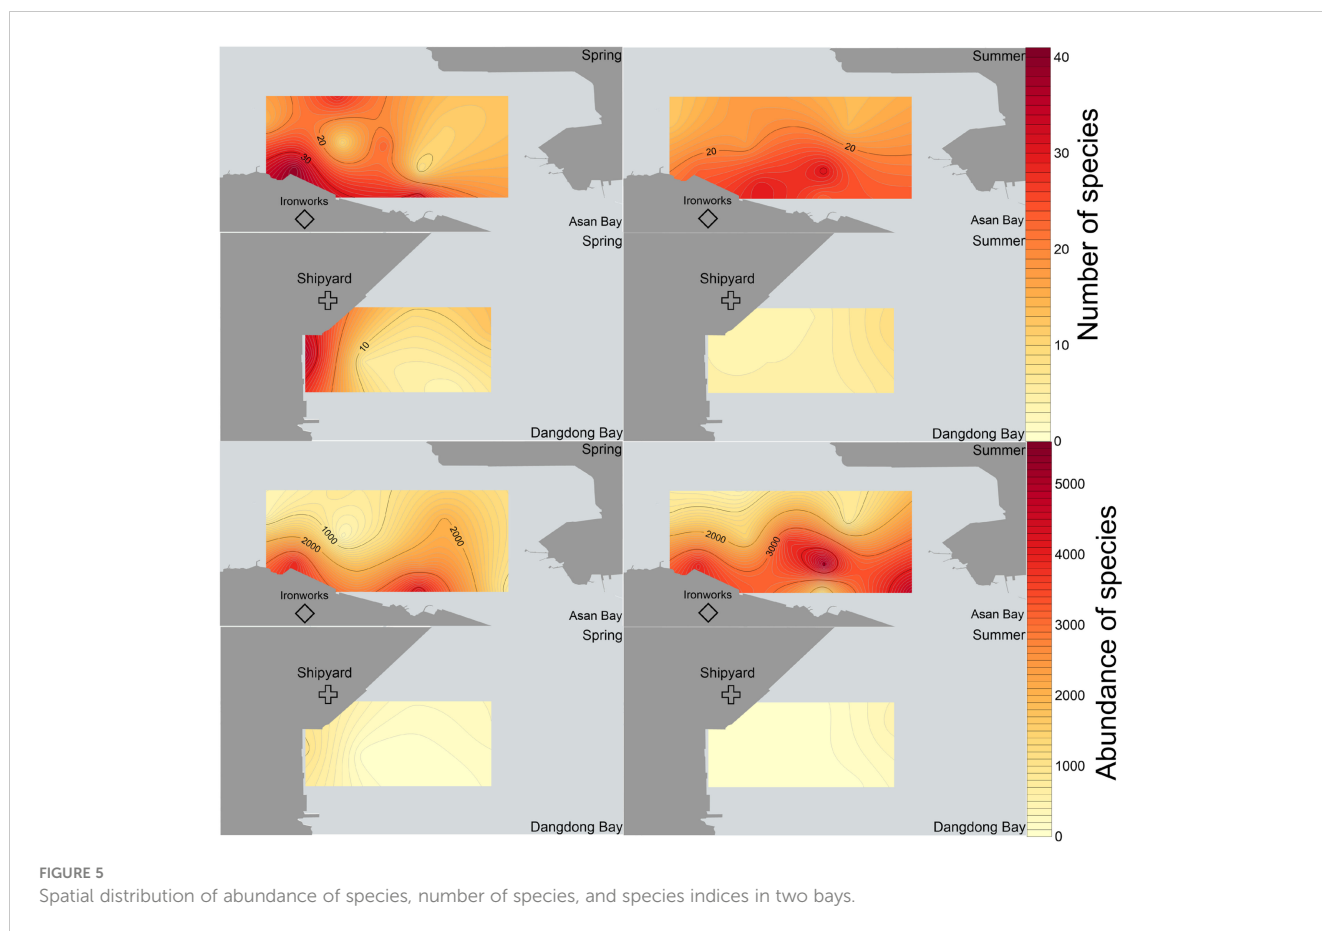 Spring
20
30
Ironworks
Asan Bay
Summer
20
20
Ironworks
Asan Bay
Spring
Shipyard
10
Dangdong Bay
Summer
Shipyard
Dangdong Bay
40
30
20
10
0
Number of species
Spring
1000
2000
2000
Ironworks
Asan Bay
Summer
2000
3000
Ironworks
Asan Bay
Spring
Shipyard
Dangdong Bay
Summer
Shipyard
Dangdong Bay
5000
4000
3000
2000
1000
0
Abundance of species
FIGURE 5
Spatial distribution of abundance of species, number of species, and species indices in two bays.